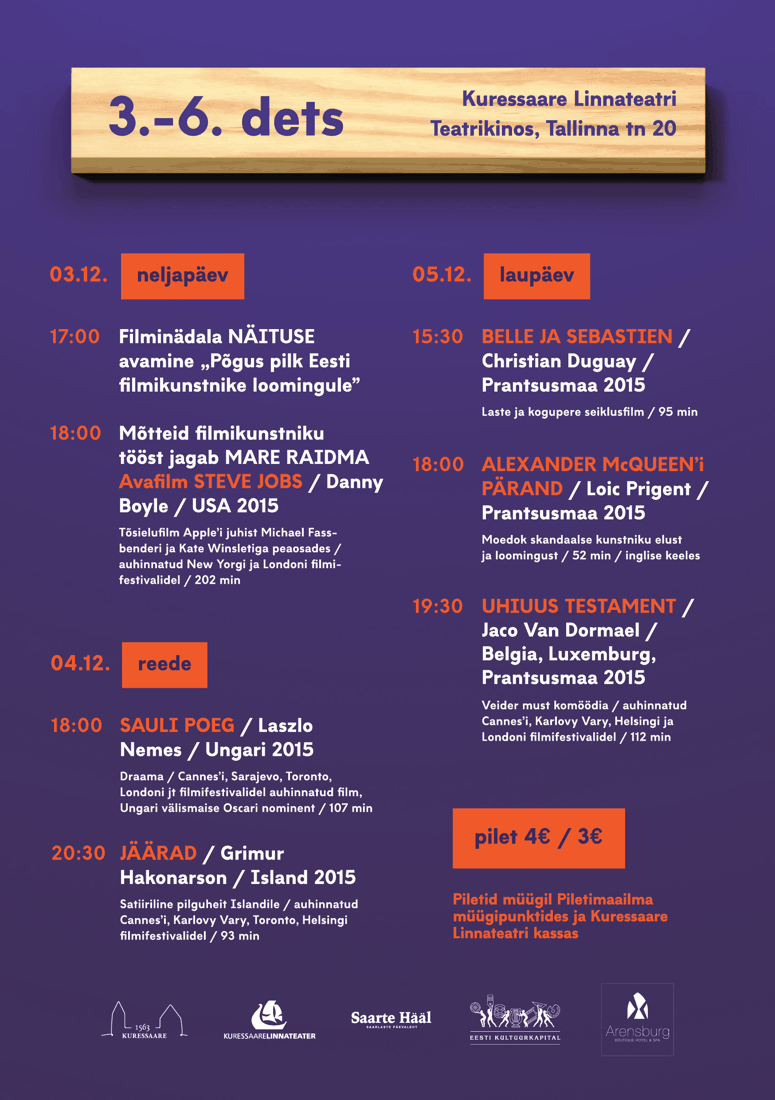 3.-6. dets
Kuressaare Linnateatri
Teatrikinos, Tallinna tn 20
03.12. neljapäev
17:00 Filminädala NÄITUSE
avamine „Põgus pilk Eesti
filmikunstnike loomingule”
18:00 Mõtteid filmikunstniku
tööst jagab MARE RAIDMA
Avafilm STEVE JOBS / Danny
Boyle / USA 2015
Tõsielufilm Apple’i juhist Michael Fass-
benderi ja Kate Winsletiga peaosades /
auhinnatud New Yorgi ja Londoni filmi-
festivalidel / 202 min
04.12. reede
18:00 SAULI POEG / Laszlo
Nemes / Ungari 2015
Draama / Cannes’i, Sarajevo, Toronto,
Londoni jt filmifestivalidel auhinnatud film,
Ungari välismaise Oscari nominent / 107 min
20:30 JÄÄRAD / Grimur
Hakonarson / Island 2015
Satiiriline pilguheit Islandile / auhinnatud
Cannes’i, Karlovy Vary, Toronto, Helsingi
filmifestivalidel / 93 min
05.12. laupäev
15:30 BELLE JA SEBASTIEN /
Christian Duguay /
Prantsusmaa 2015
Laste ja kogupere seiklusfilm / 95 min
18:00 ALEXANDER McQUEEN’i
PÄRAND / Loic Prigent /
Prantsusmaa 2015
Moedok skandaalse kunstniku elust
ja loomingust / 52 min / inglise keeles
19:30 UHIUUS TESTAMENT /
Jaco Van Dormael /
Belgia, Luxemburg,
Prantsusmaa 2015
Veider must komöödia / auhinnatud
Cannes’i, Karlovy Vary, Helsingi ja
Londoni filmifestivalidel / 112 min
pilet 4€ / 3€
Piletid müügil Piletimaailma
müügipunktides ja Kuressaare
Linnateatri kassas
1563
KURESSAARE
KURESSAARELINNATEATER
Saarte Hääl
SAARLASTE PÄEVALEHT
EESTI KULTUURKAPITAL
Arensburg
BOUTIQUE HOTEL & SPA